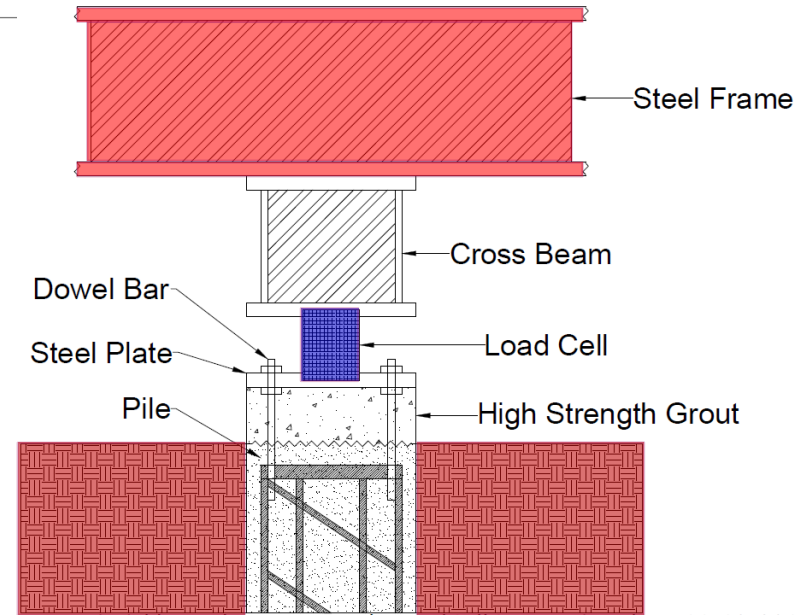 Steel Frame
Cross Beam
Dowel Bar
Load Cell
Steel Plate
Pile
High Strength Grout